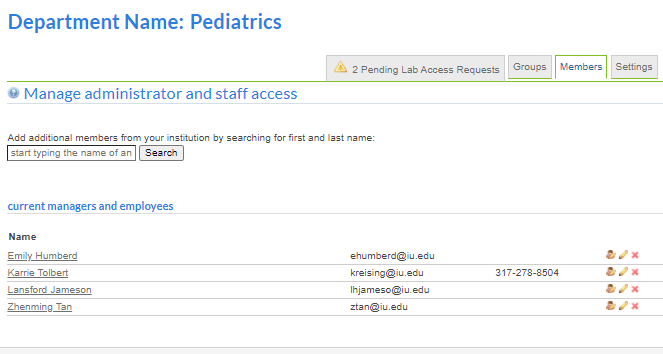 Department Name: Pediatrics
2 Pending Lab Access Requests Groups Members Settings
Manage administrator and staff access
Add additional members from your institution by searching for first and last name:
start typing the name of an Search
current managers and employees
Name
Emily Humberd ehumberd@iu.edu
Karrie Tolbert kreising@iu.edu 317-278-8504
Lansford Jameson lhjameso@iu.edu
Zhenming Tan ztan@iu.edu